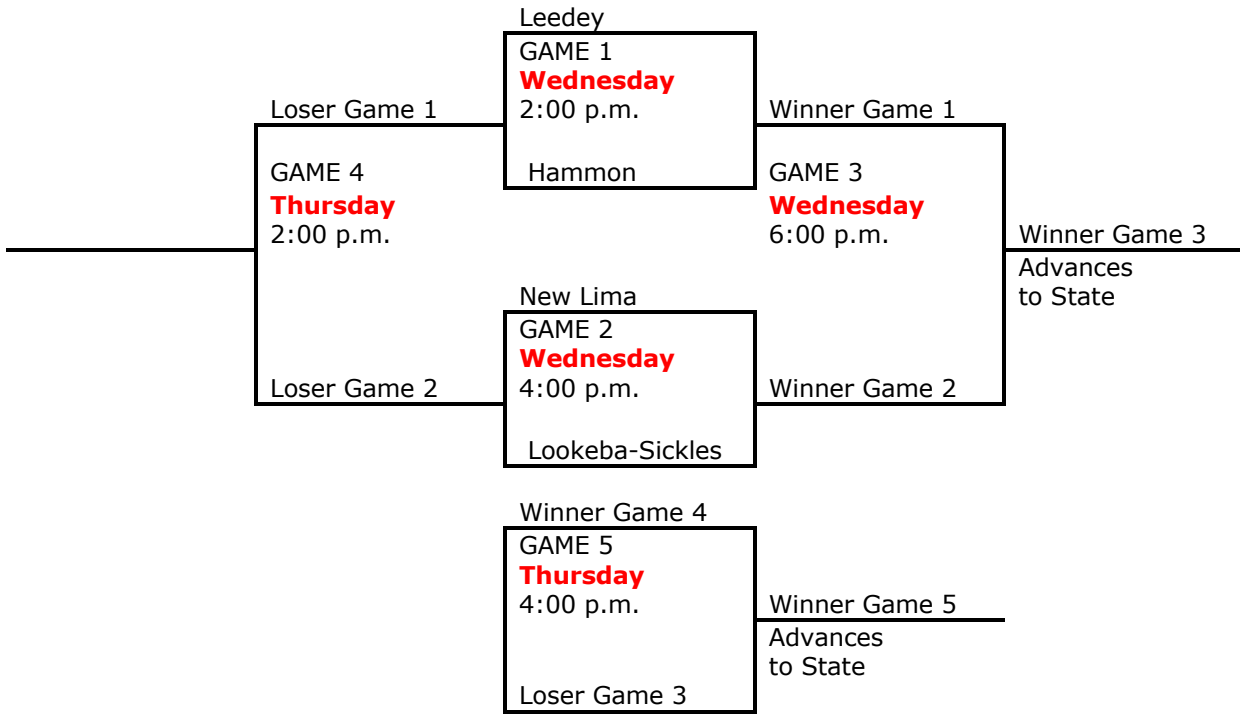 Leedey
GAME 1
Wednesday
2:00 p.m.
Hammon
Loser Game 1
Winner Game 1
GAME 4
Thursday
2:00 p.m.
GAME 3
Wednesday
6:00 p.m.
Winner Game 3
Advances
to State
New Lima
GAME 2
Wednesday
4:00 p.m.
Lookeba-Sickles
Loser Game 2
Winner Game 2
Winner Game 4
GAME 5
Thursday
4:00 p.m.
Loser Game 3
Winner Game 5
Advances
to State